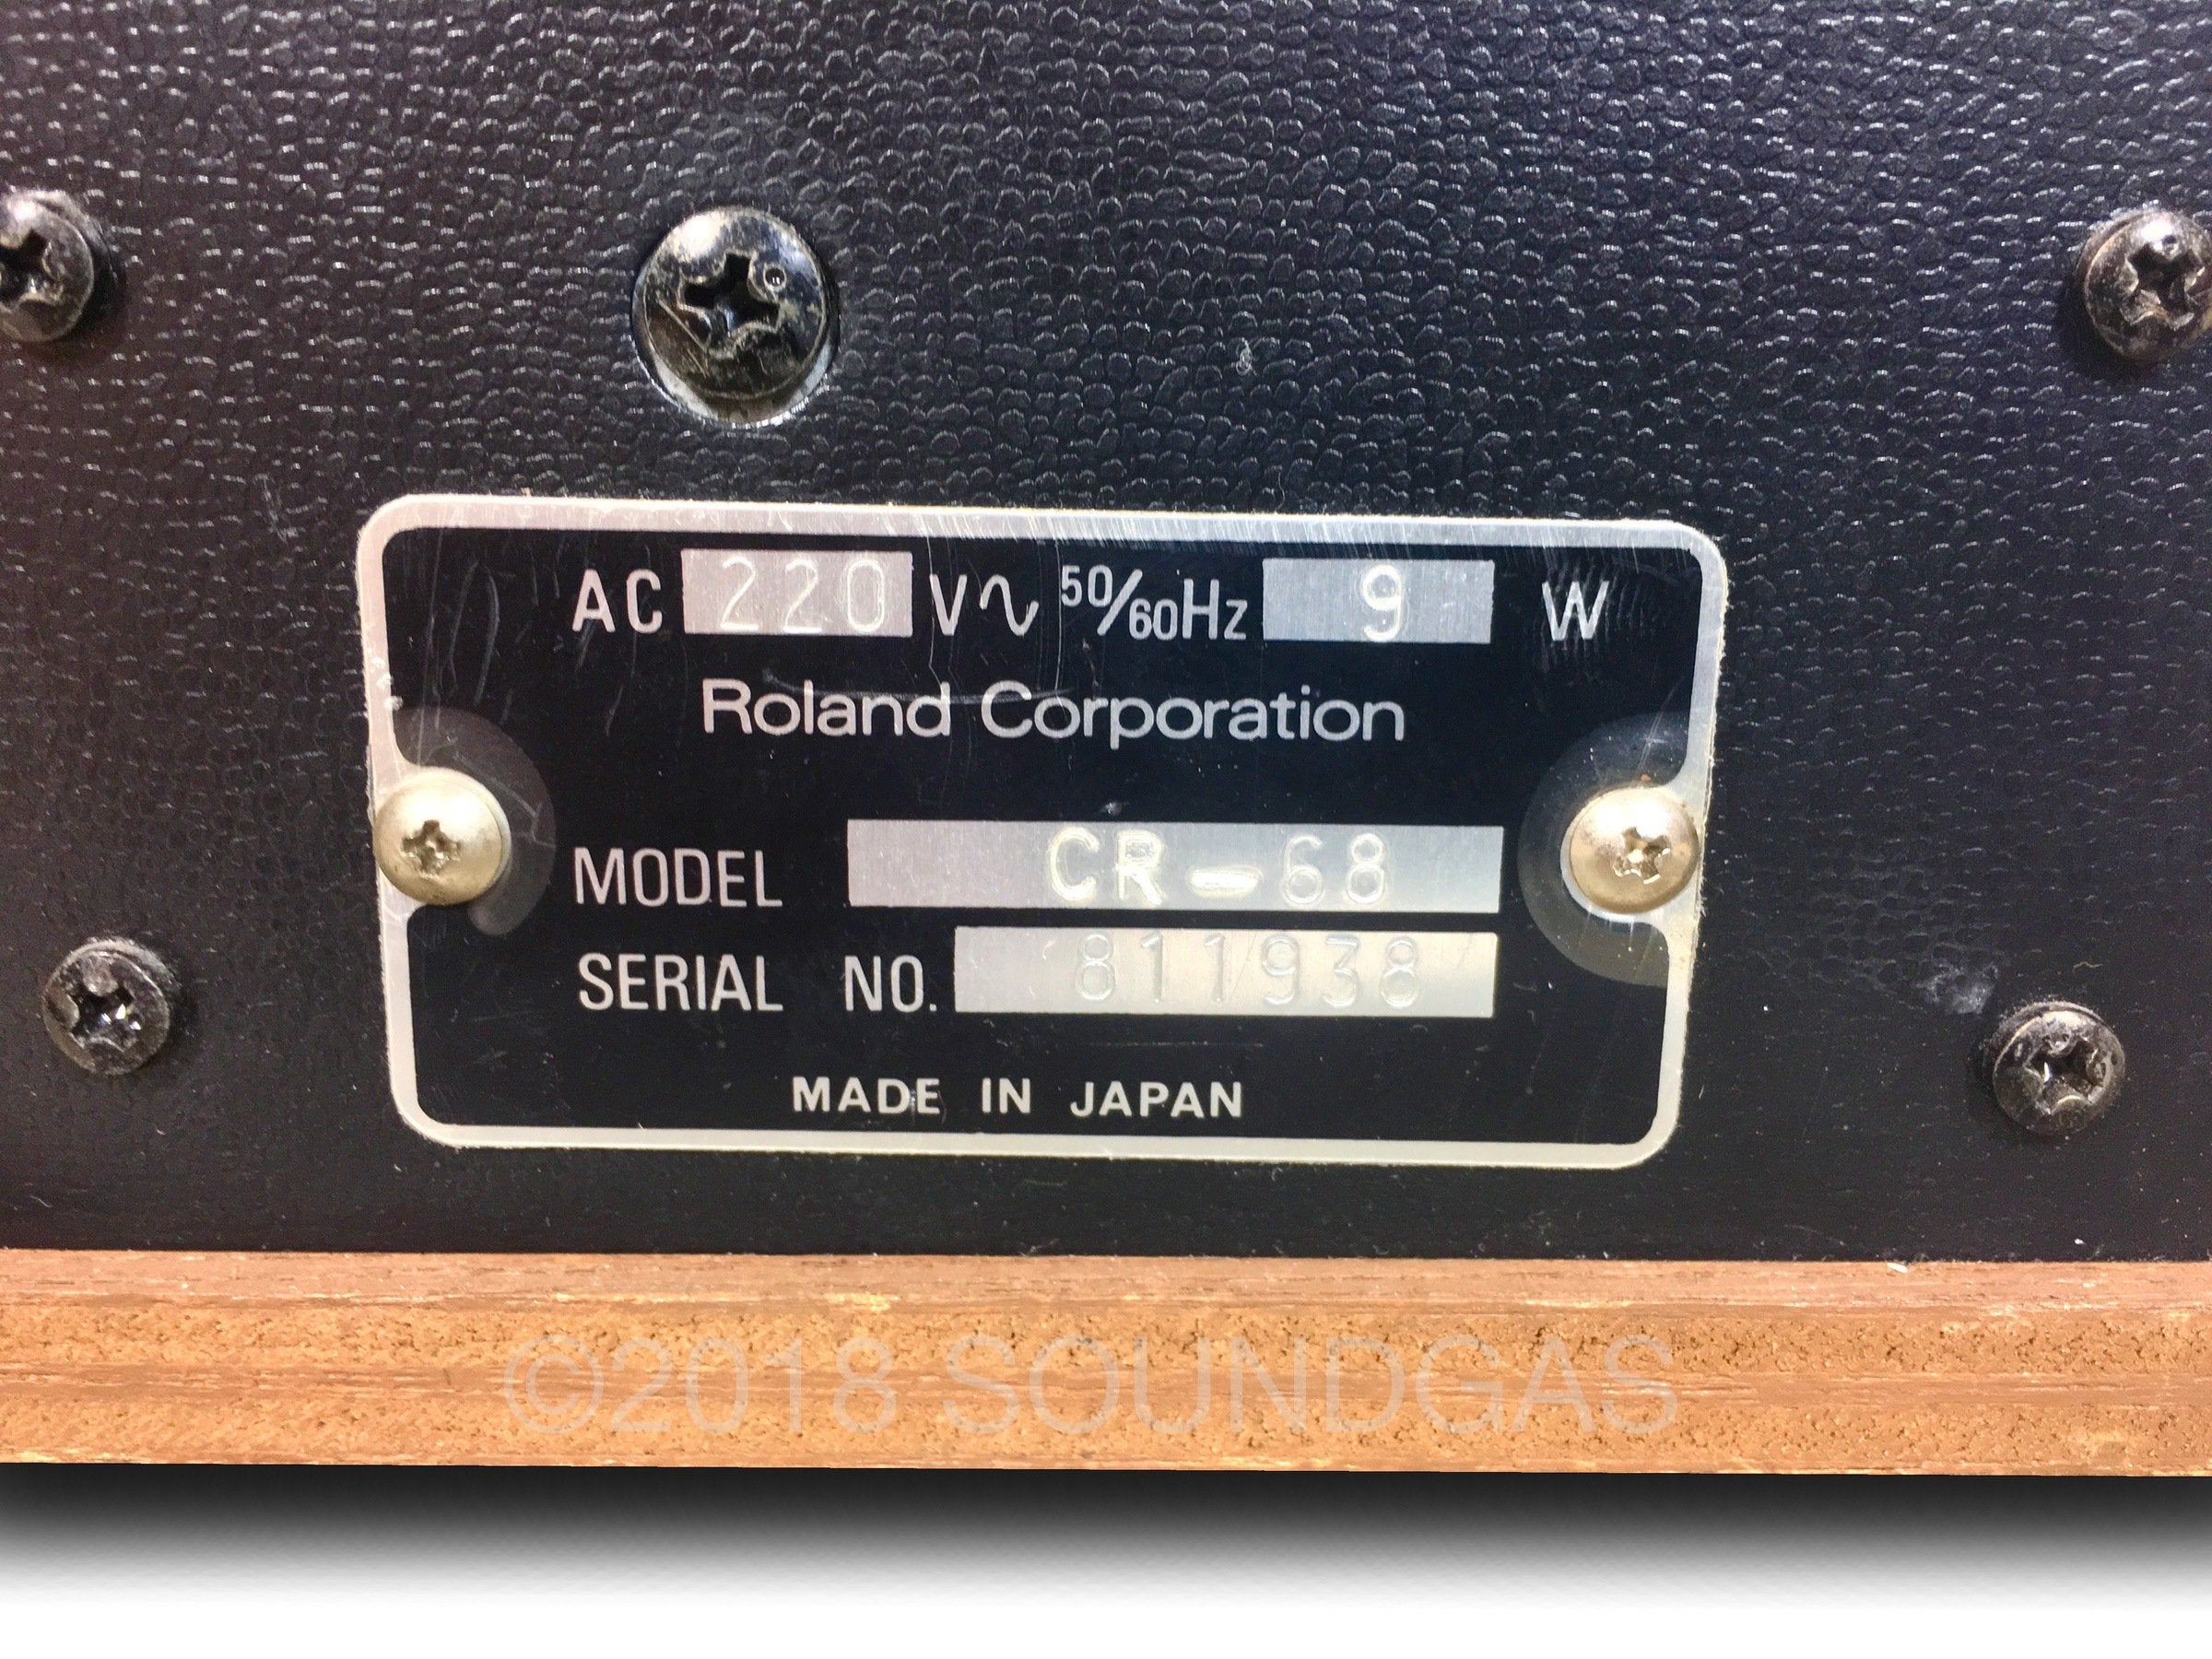 AC 220 V∿ 50/60Hz 9 W
Roland Corporation
MODEL CR-68
SERIAL NO. 811938
MADE IN JAPAN
©2018 SOUNDGAS